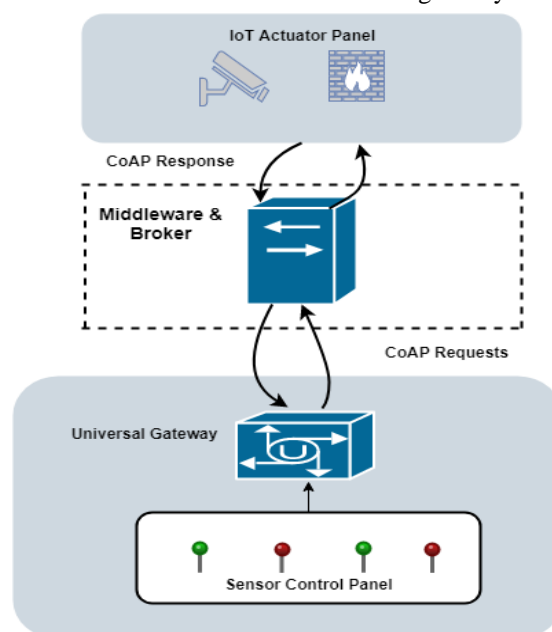 IoT Actuator Panel
CoAP Response
Middleware &
Broker
CoAP Requests
Universal Gateway
U
Sensor Control Panel